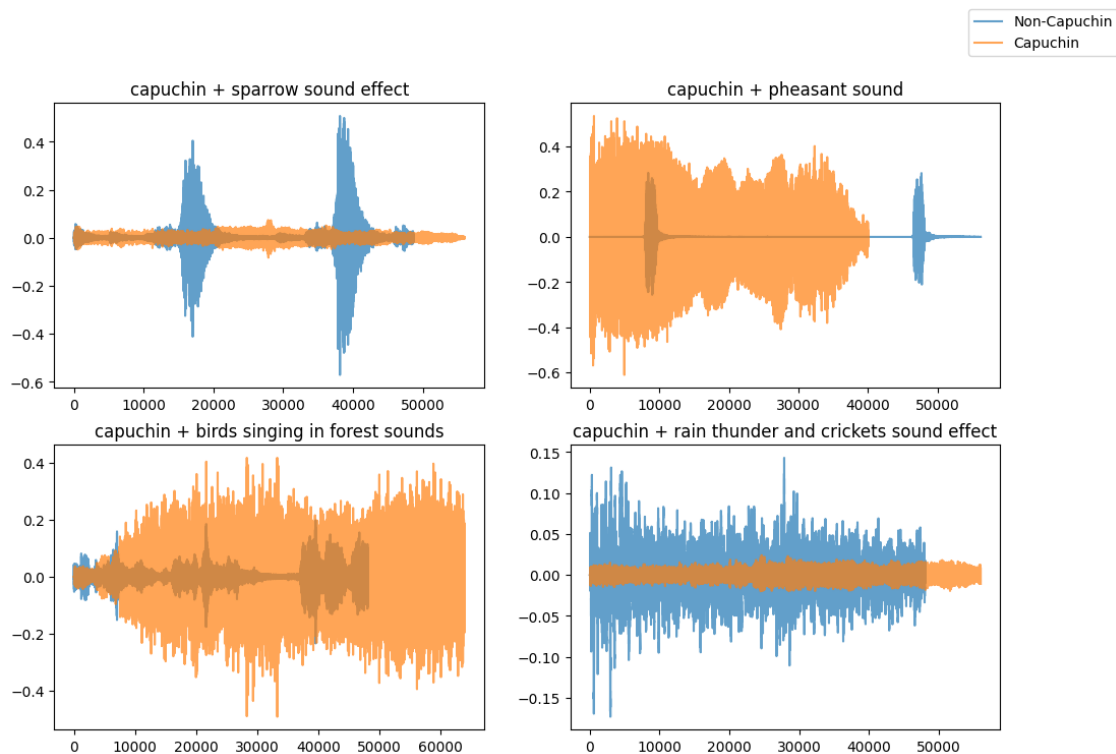 Non-Capuchin
Capuchin
capuchin + sparrow sound effect
0.4
0.2
0.0
−0.2
−0.4
−0.6
0 10000 20000 30000 40000 50000
capuchin + pheasant sound
0.4
0.2
0.0
−0.2
−0.4
−0.6
0 10000 20000 30000 40000 50000
capuchin + birds singing in forest sounds
0.4
0.2
0.0
−0.2
−0.4
0 10000 20000 30000 40000 50000 60000
capuchin + rain thunder and crickets sound effect
0.15
0.10
0.05
0.00
−0.05
−0.10
−0.15
0 10000 20000 30000 40000 50000